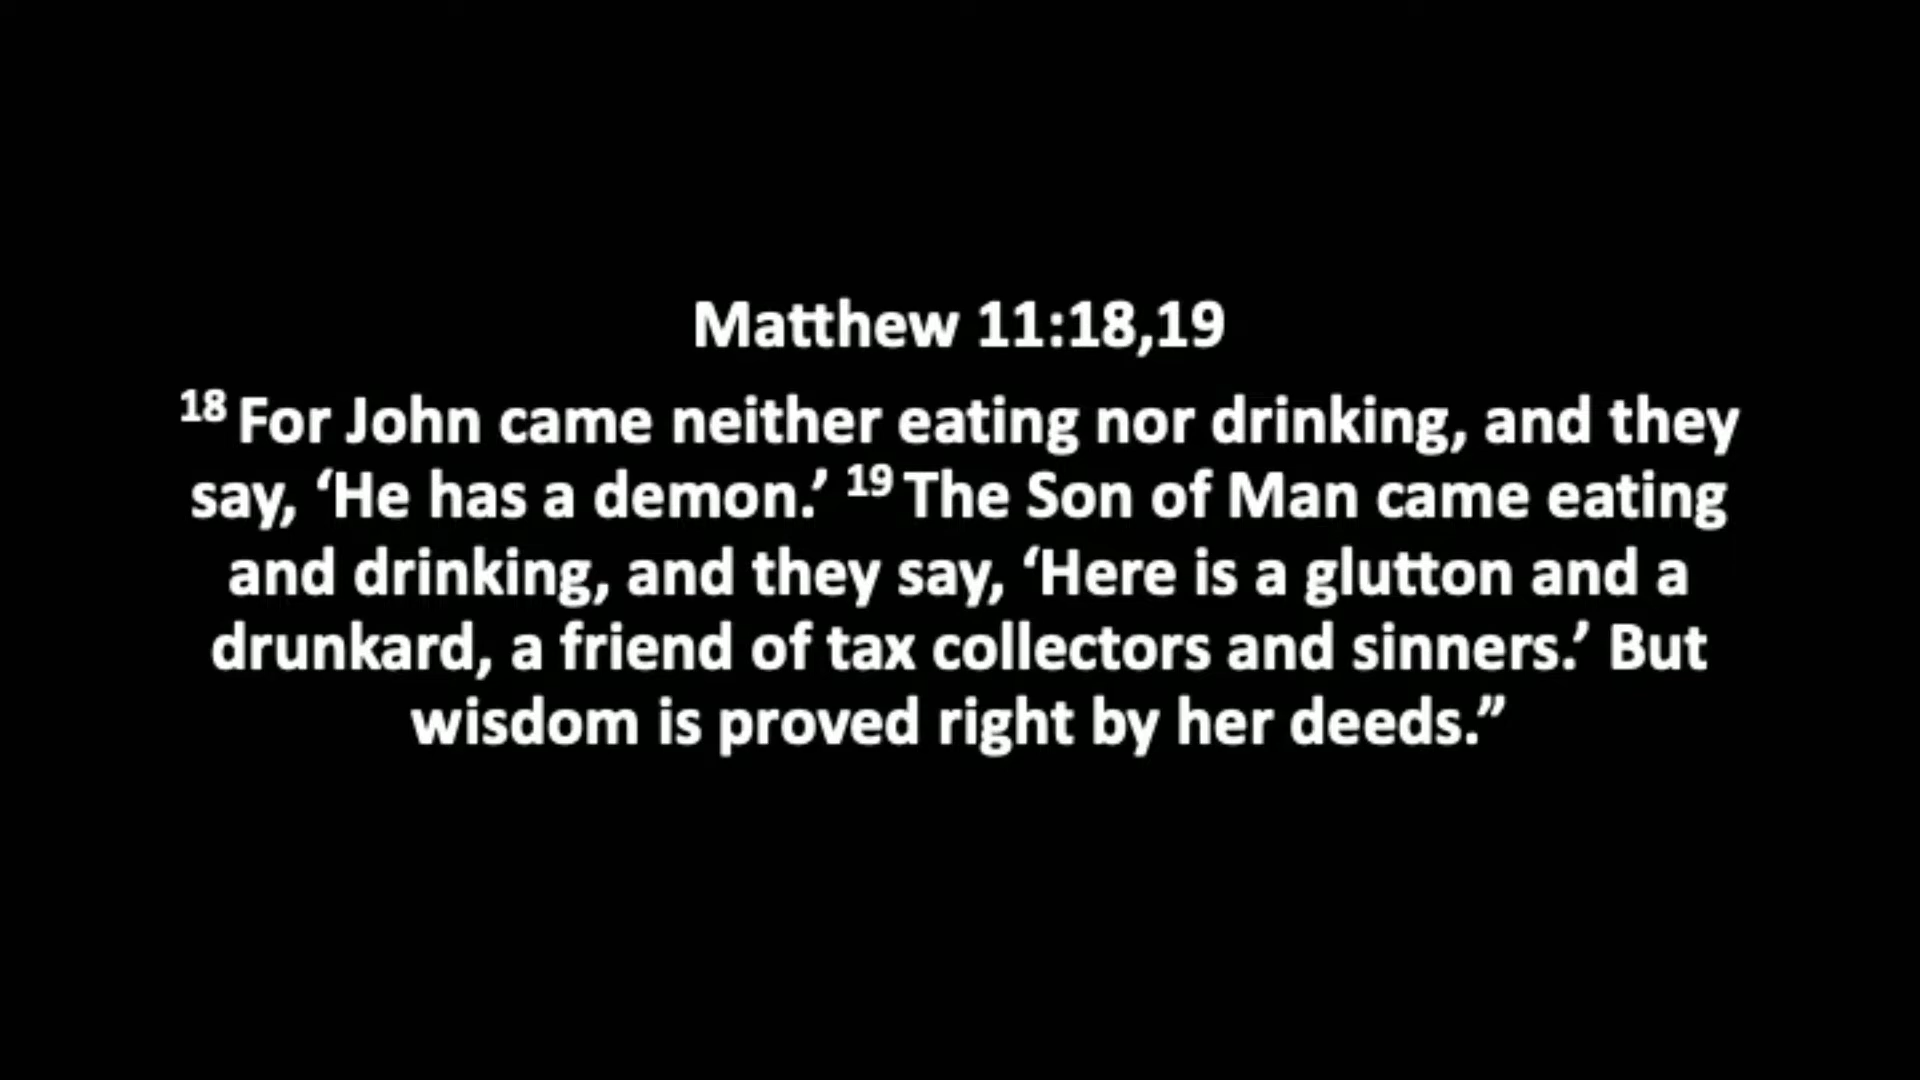 Matthew 11:18,19
18 For John came neither eating nor drinking, and they
say, ‘He has a demon.’ 19 The Son of Man came eating
and drinking, and they say, ‘Here is a glutton and a
drunkard, a friend of tax collectors and sinners.’ But
wisdom is proved right by her deeds.”